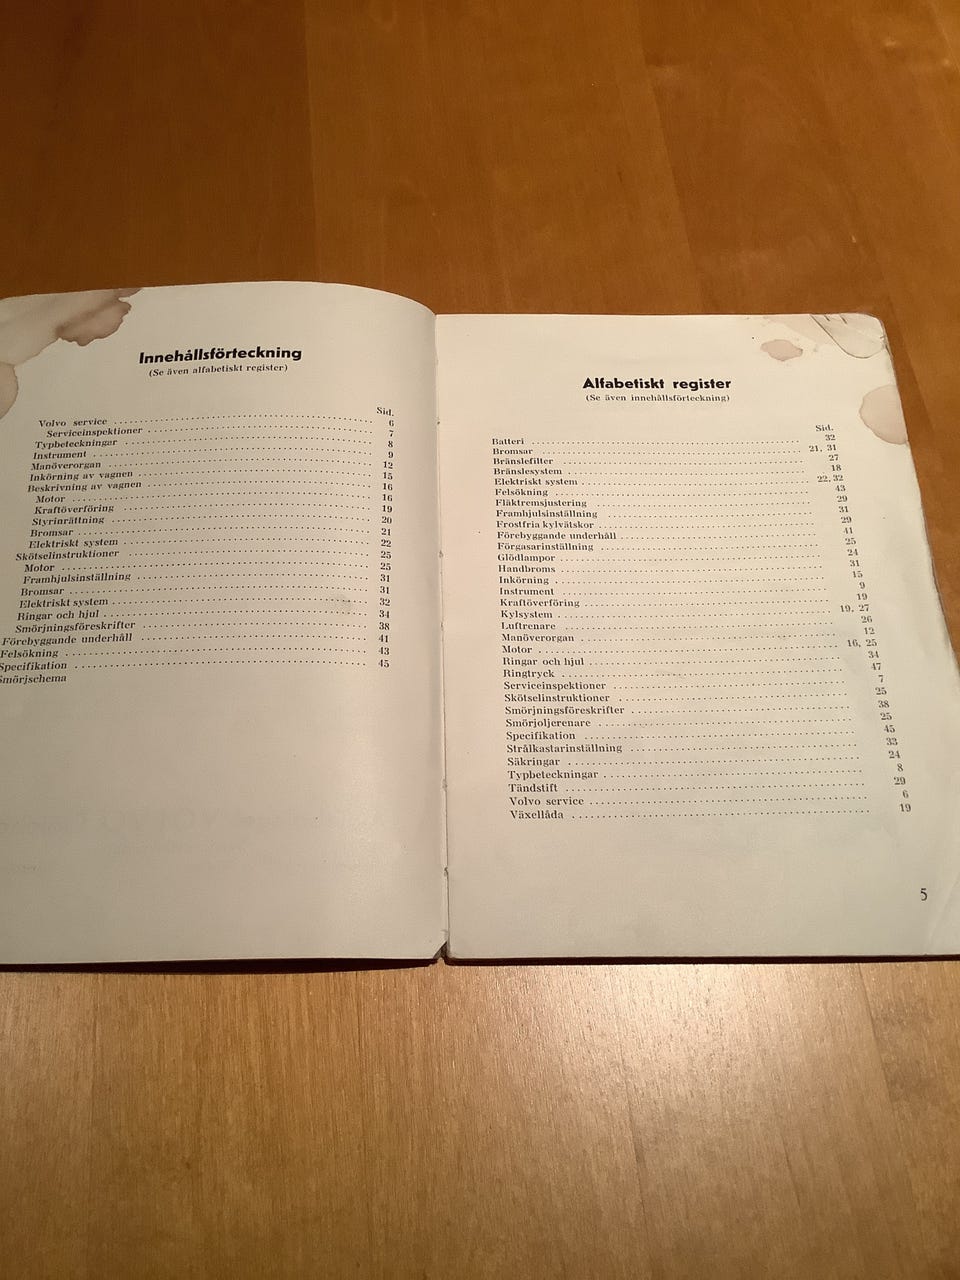 Innehållsförteckning
(Se även alfabetiskt register)
Sid.
Volvo service 6
Serviceinspektioner 7
Typbeteckningar 8
Instrument 9
Manöverorgan 12
Inkörning av vagnen 15
Beskrivning av vagnen 16
Motor 16
Kraftöverföring 19
Styrinrättning 20
Bromsar 21
Elektriskt system 22
Skötselinstruktioner 25
Motor 25
Framhjulsinställning 31
Bromsar 31
Elektriskt system 32
Ringar och hjul 34
Smörjningsföreskrifter 38
Förebyggande underhåll 41
Felsökning 43
Specifikation 45
Smörjschema
Alfabetiskt register
(Se även innehållsförteckning)
Sid.
Batteri 32
Bromsar 21, 31
Bränslefilter 27
Bränslesystem 18
Elektriskt system 22, 32
Felsökning 43
Fläktremsjustering 29
Framhjulsinställning 31
Frostfria kylvätskor 29
Förebyggande underhåll 41
Förgasarinställning 25
Glödlampor 24
Handbroms 31
Inkörning 15
Instrument 9
Kraftöverföring 19
Kylsystem 19, 27
Luftrenare 26
Manöverorgan 12
Motor 16, 25
Ringar och hjul 34
Ringtryck 47
Serviceinspektioner 7
Skötselinstruktioner 25
Smörjningsföreskrifter 38
Smörjoljerenare 25
Specifikation 45
Strålkastarinställning 33
Säkringar 24
Typbeteckningar 8
Tändstift 29
Volvo service 6
Växellåda 19
5